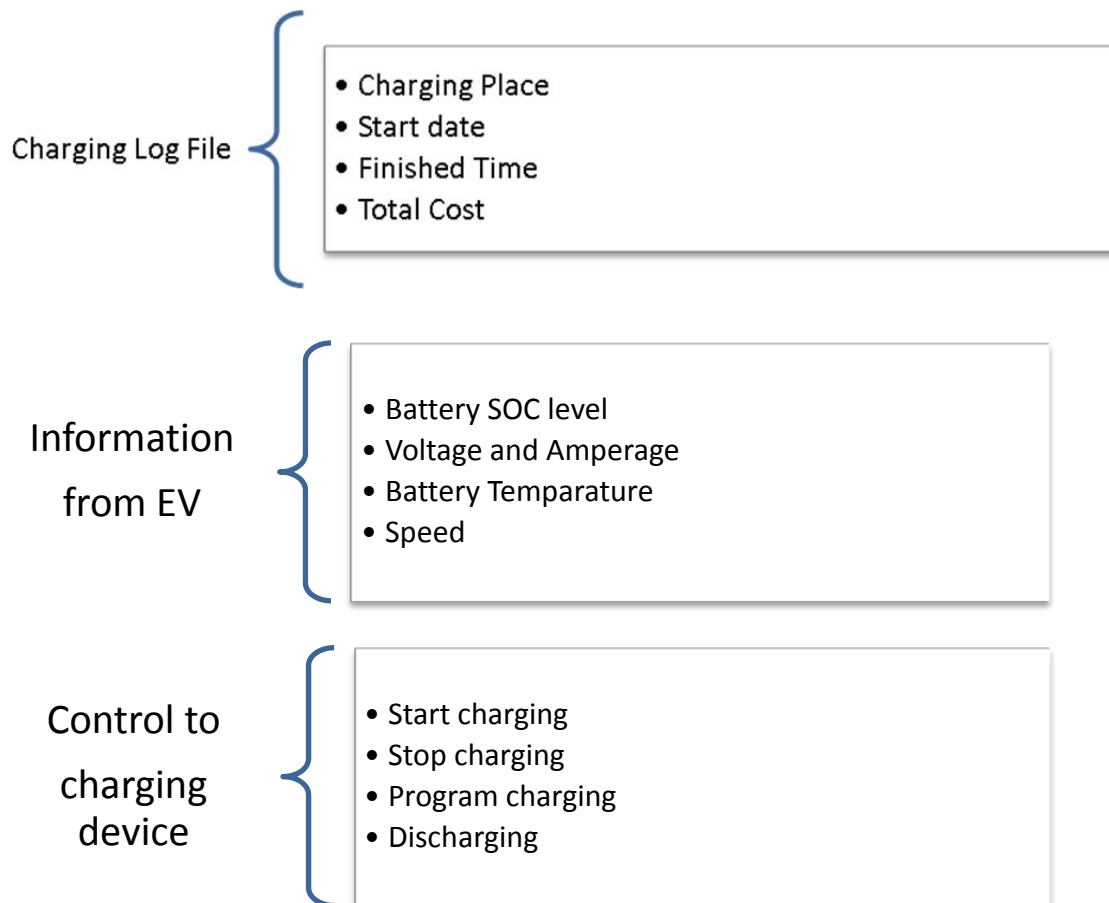 Charging Log File
• Charging Place
• Start date
• Finished Time
• Total Cost
Information
from EV
• Battery SOC level
• Voltage and Amperage
• Battery Temparature
• Speed
Control to
charging
device
• Start charging
• Stop charging
• Program charging
• Discharging